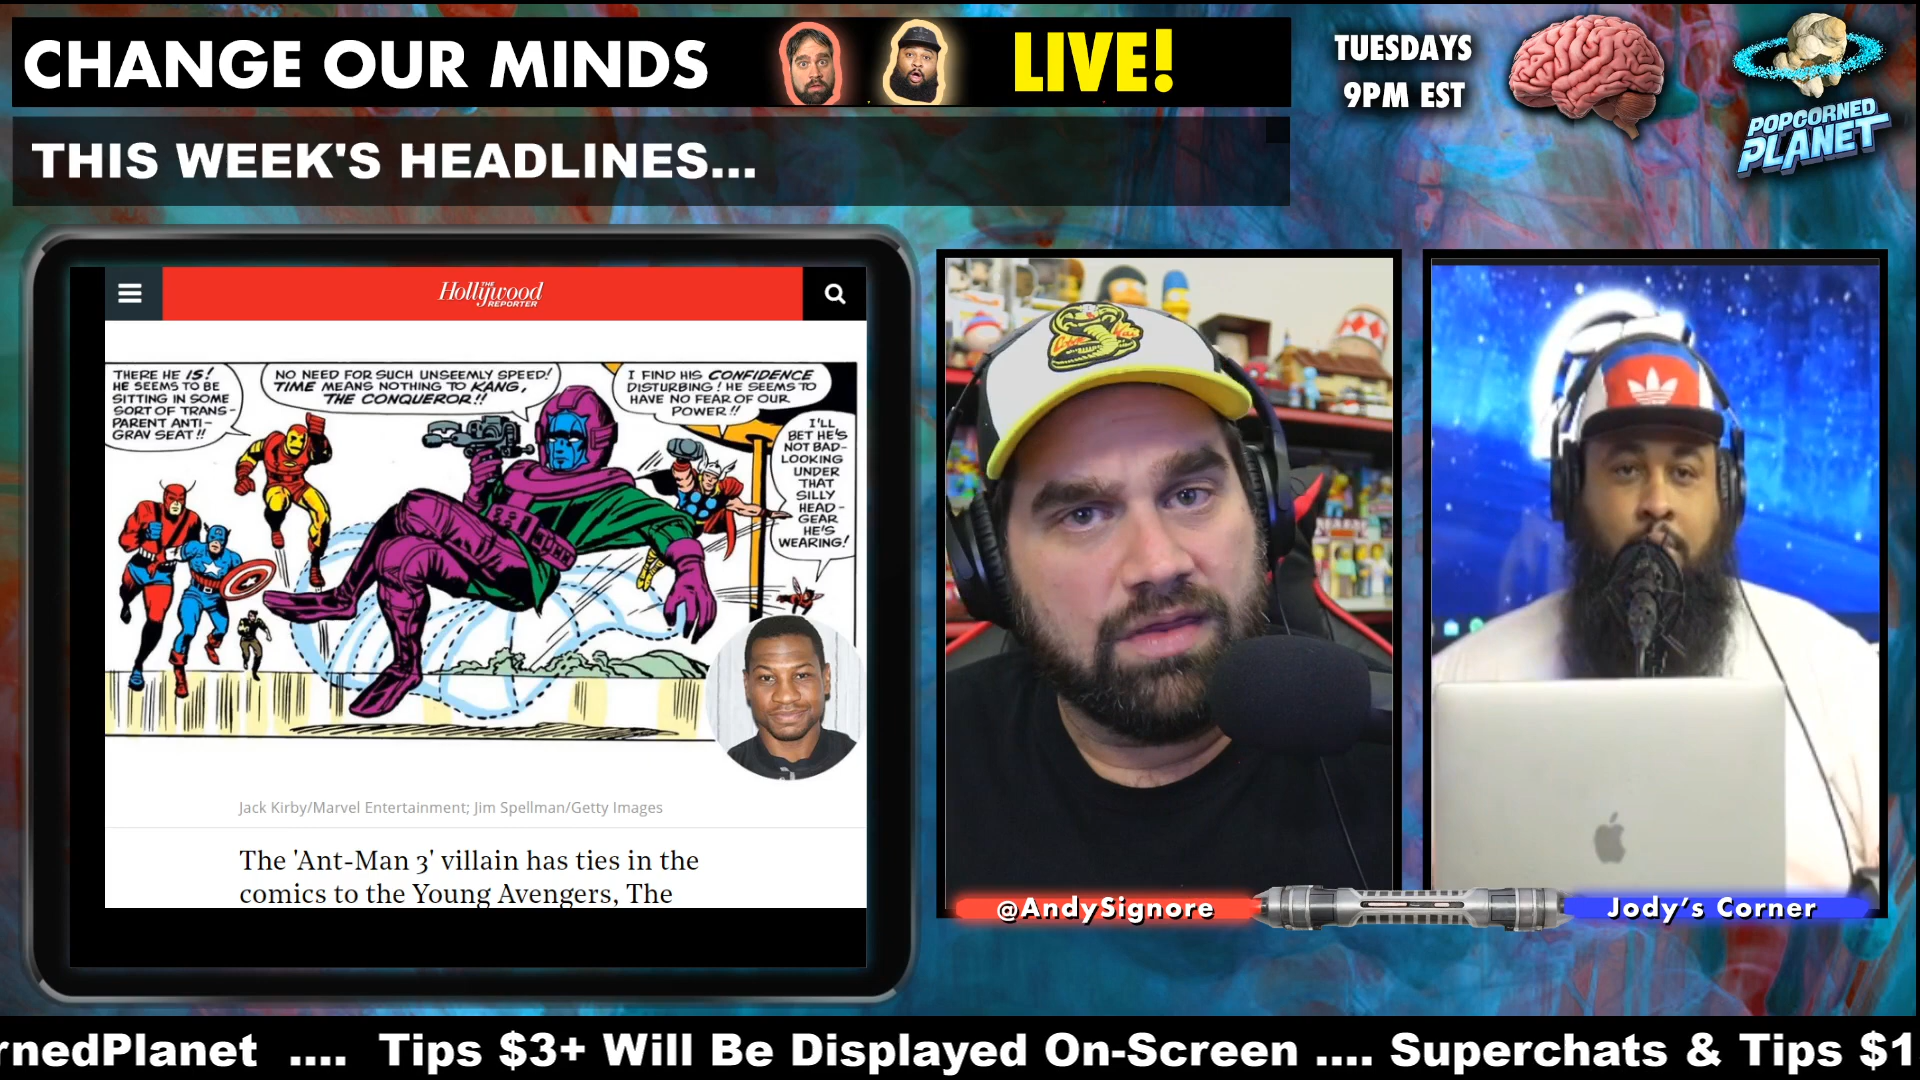 CHANGE OUR MINDS
LIVE!
TUESDAYS
9PM EST
POPCORNED
PLANET
THIS WEEK'S HEADLINES...
THE
Hollywood
REPORTER
THERE HE IS!
HE SEEMS TO BE
SITTING IN SOME
SORT OF TRANS-
PARENT ANTI-
GRAV SEAT!!
NO NEED FOR SUCH UNSEEMLY SPEED!
TIME MEANS NOTHING TO KANG,
THE CONQUEROR!!
I FIND HIS CONFIDENCE
DISTURBING! HE SEEMS TO
HAVE NO FEAR OF OUR
POWER!!
I'LL
BET HE'S
NOT BAD-
LOOKING
UNDER
THAT
SILLY
HEAD-
GEAR
HE'S
WEARING!
Jack Kirby/Marvel Entertainment; Jim Spellman/Getty Images
The 'Ant-Man 3' villain has ties in the
comics to the Young Avengers, The
Cobra Kai
@AndySignore
Jody's Corner
rnedPlanet .... Tips $3+ Will Be Displayed On-Screen .... Superchats & Tips $1